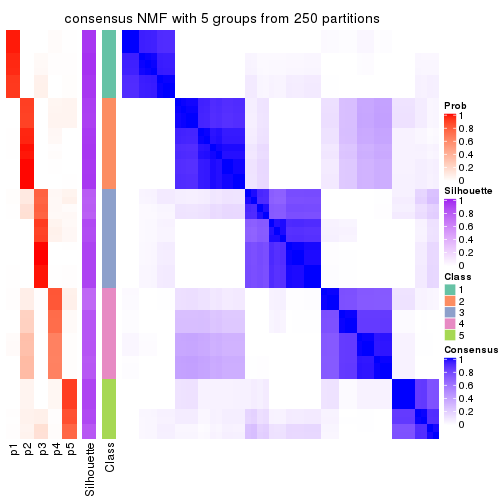 consensus NMF with 5 groups from 250 partitions
Prob
1
0.8
0.6
0.4
0.2
0
Silhouette
1
0.8
0.6
0.4
0.2
0
Class
1
2
3
4
5
Consensus
1
0.8
0.6
0.4
0.2
0
p1
p2
p3
p4
p5
Silhouette
Class